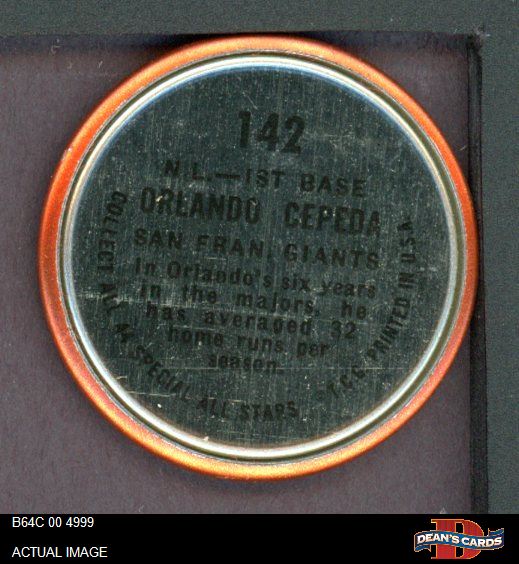 142
N.L.—1ST BASE
ORLANDO CEPEDA
SAN FRAN. GIANTS
In Orlando's six years
in the majors, he
has averaged 32
home runs per
season.
COLLECT ALL 44 SPECIAL ALL STARS
©T.C.G. PRINTED IN U.S.A.
B64C 00 4999
ACTUAL IMAGE
D
DEAN'S CARDS